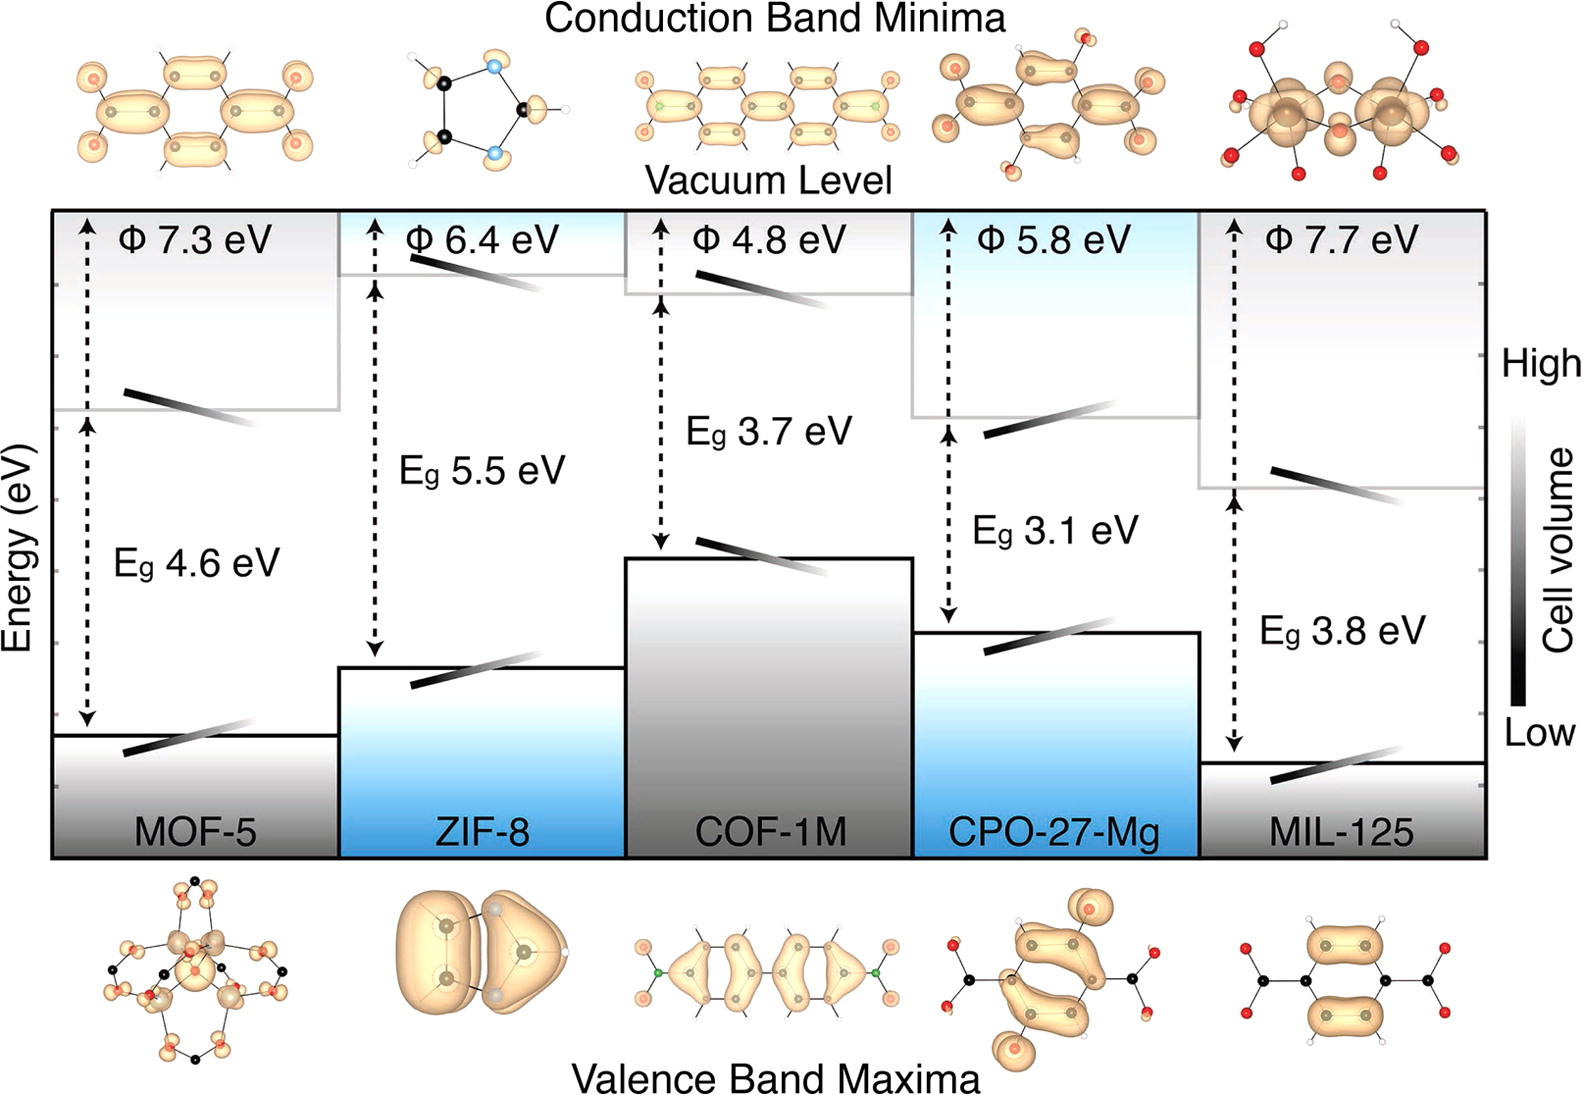 Conduction Band Minima
Vacuum Level
Φ 7.3 eV
Φ 6.4 eV
Φ 4.8 eV
Φ 5.8 eV
Φ 7.7 eV
High
Eg 3.7 eV
Eg 5.5 eV
Eg 3.1 eV
Eg 4.6 eV
Eg 3.8 eV
Energy (eV)
Cell volume
Low
MOF-5
ZIF-8
COF-1M
CPO-27-Mg
MIL-125
Valence Band Maxima